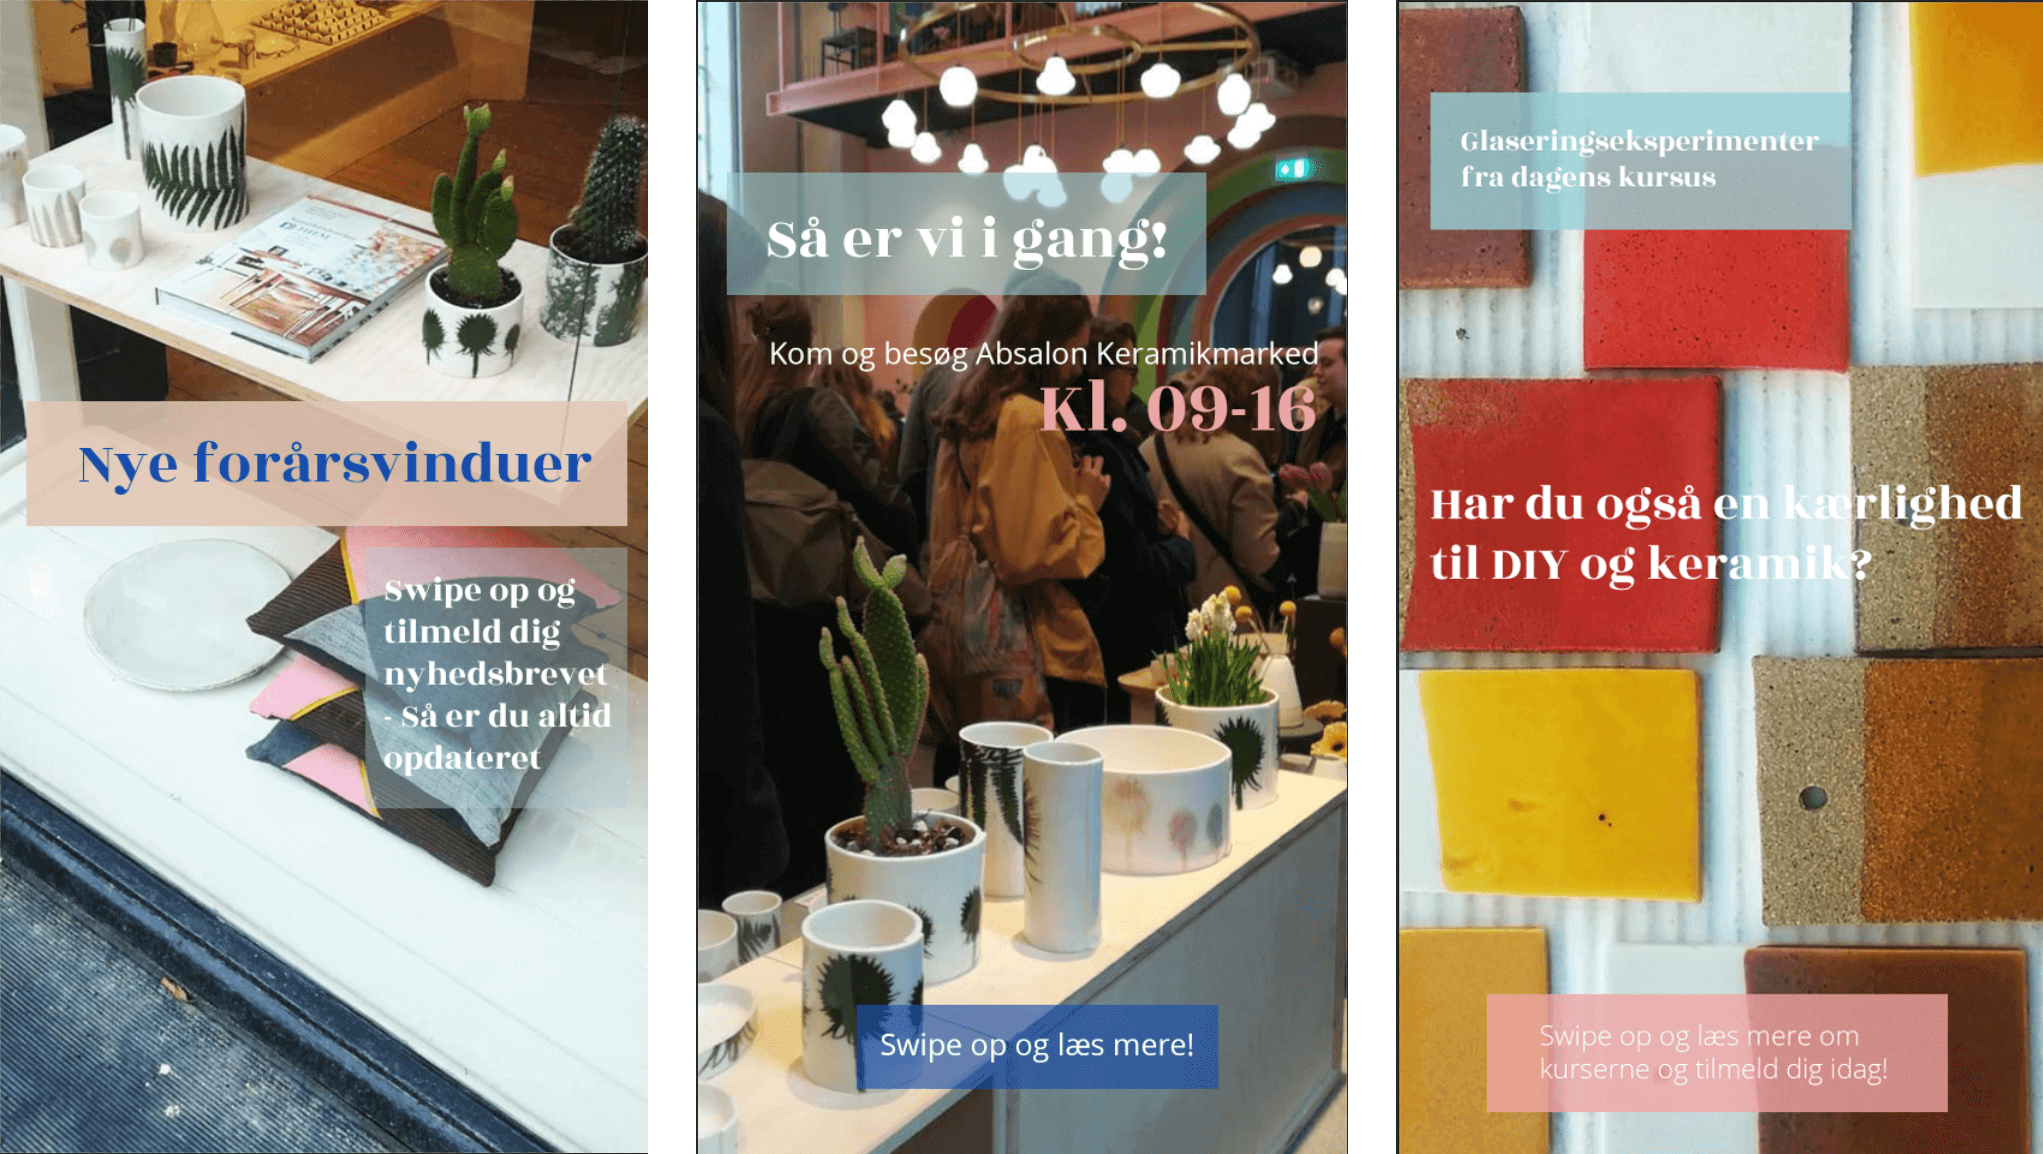 Nye forårsvinduer
Swipe op og
tilmeld dig
nyhedsbrevet
- Så er du altid
opdateret
Så er vi i gang!
Kom og besøg Absalon Keramikmarked
Kl. 09-16
Swipe op og læs mere!
Glaseringseksperimenter
fra dagens kursus
Har du også en kærlighed
til DIY og keramik?
Swipe op og læs mere om
kurserne og tilmeld dig idag!